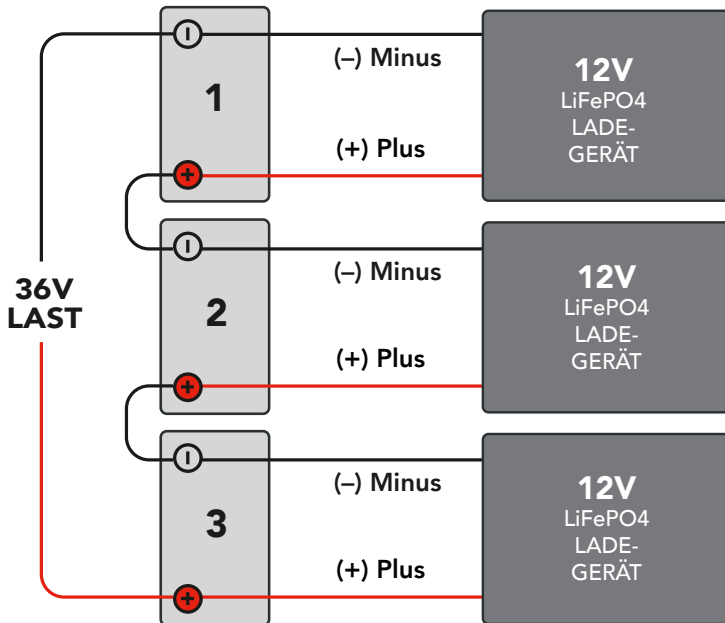 (–) Minus
1
(+) Plus
12V
LiFePO4
LADE-
GERÄT
36V
LAST
(–) Minus
2
(+) Plus
12V
LiFePO4
LADE-
GERÄT
(–) Minus
3
(+) Plus
12V
LiFePO4
LADE-
GERÄT